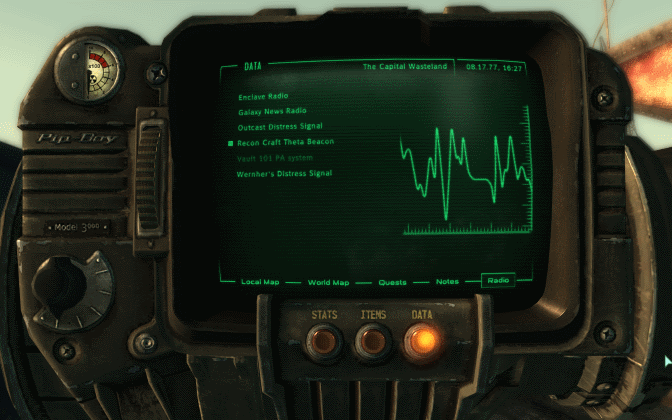 DATA
The Capital Wasteland
08.17.77, 16:27
Enclave Radio
Galaxy News Radio
Outcast Distress Signal
Recon Craft Theta Beacon
Vault 101 PA system
Wernher's Distress Signal
Pip-Boy
Model 3000
Local Map
World Map
Quests
Notes
Radio
STATS
ITEMS
DATA